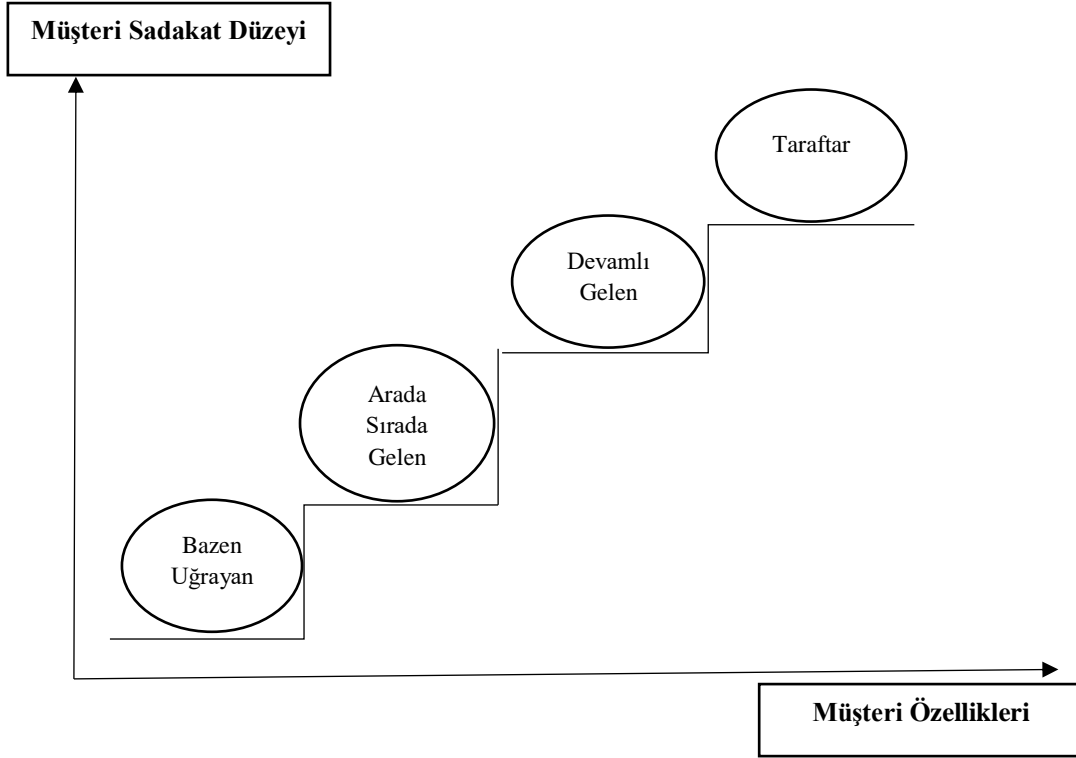 Müşteri Sadakat Düzeyi
Taraftar
Devamlı
Gelen
Arada
Sırada
Gelen
Bazen
Uğrayan
Müşteri Özellikleri